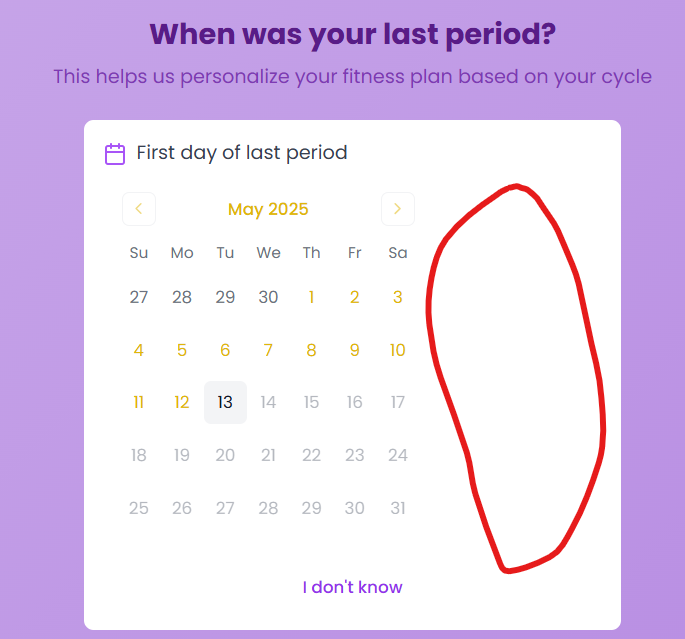 When was your last period?
This helps us personalize your fitness plan based on your cycle
First day of last period
May 2025
Su Mo Tu We Th Fr Sa
27 28 29 30 1 2 3
4 5 6 7 8 9 10
11 12 13 14 15 16 17
18 19 20 21 22 23 24
25 26 27 28 29 30 31
I don't know